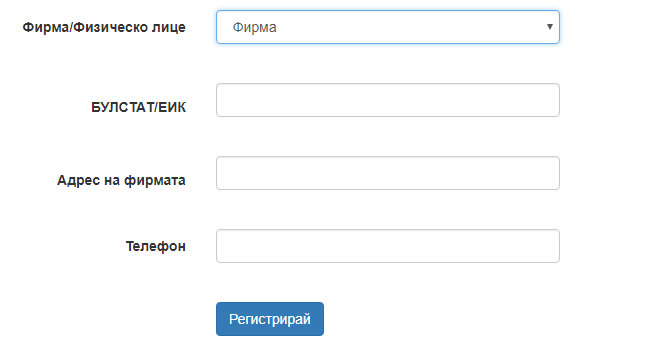 Фирма/Физическо лице
Фирма
БУЛСТАТ/ЕИК
Адрес на фирмата
Телефон
Регистрирай